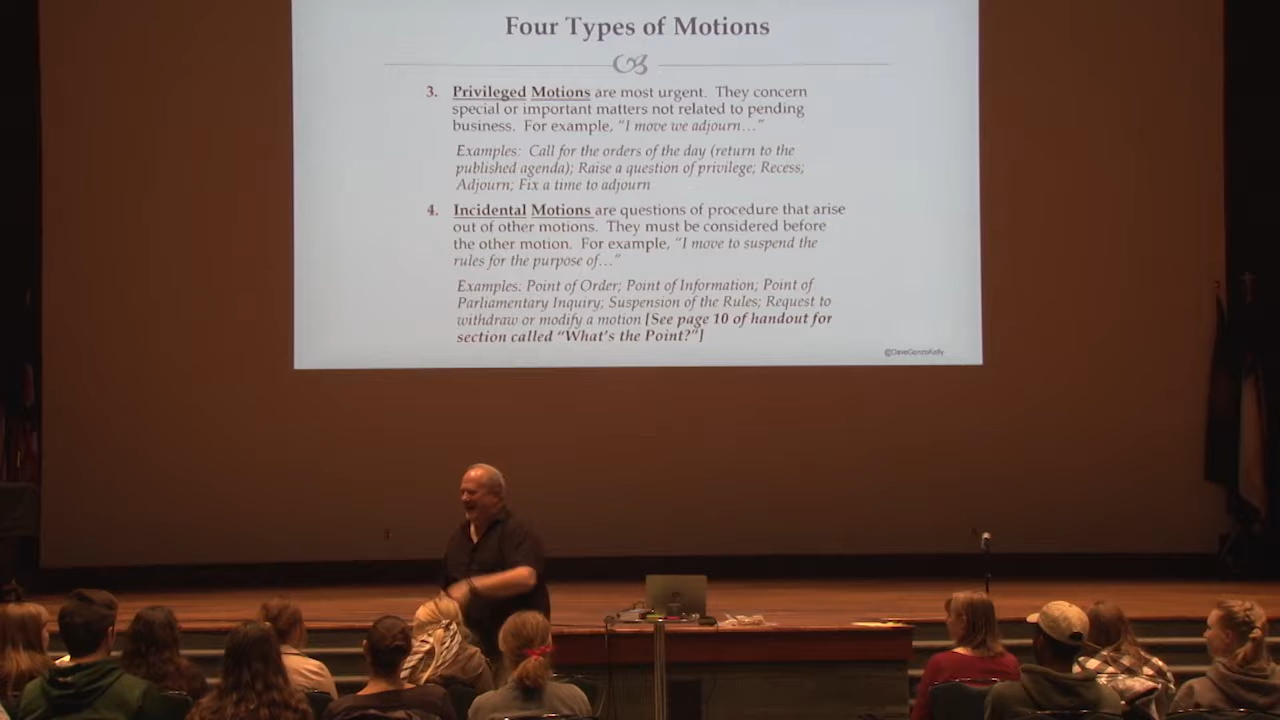 Four Types of Motions
3. Privileged Motions are most urgent. They concern
special or important matters not related to pending
business. For example, “I move we adjourn…”
Examples: Call for the orders of the day (return to the
published agenda); Raise a question of privilege; Recess;
Adjourn; Fix a time to adjourn
4. Incidental Motions are questions of procedure that arise
out of other motions. They must be considered before
the other motion. For example, “I move to suspend the
rules for the purpose of…”
Examples: Point of Order; Point of Information; Point of
Parliamentary Inquiry; Suspension of the Rules; Request to
withdraw or modify a motion [See page 10 of handout for
section called “What’s the Point?”]
@DaveGonzoKelly